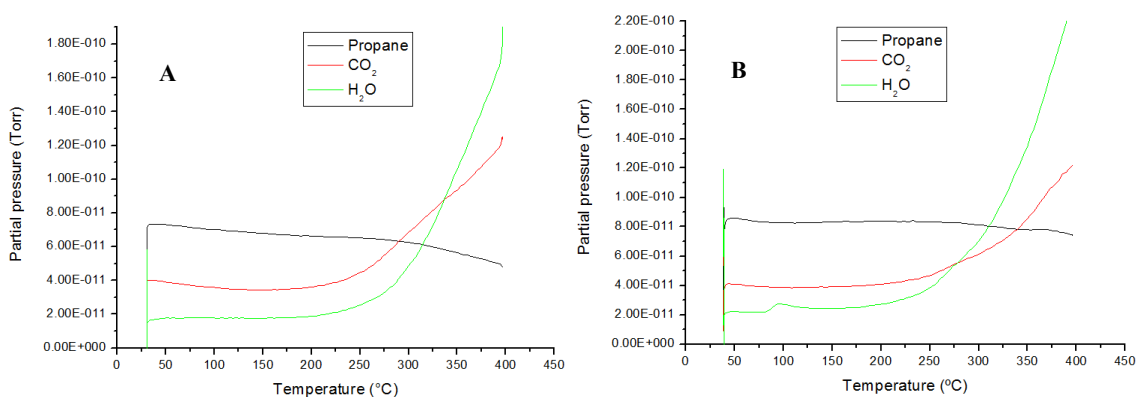 A
Propane
CO₂
H₂O
1.80E-010
1.60E-010
1.40E-010
1.20E-010
1.00E-010
8.00E-011
6.00E-011
4.00E-011
2.00E-011
0.00E+000
Partial pressure (Torr)
0 50 100 150 200 250 300 350 400 450
Temperature (°C)
B
Propane
CO₂
H₂O
2.20E-010
2.00E-010
1.80E-010
1.60E-010
1.40E-010
1.20E-010
1.00E-010
8.00E-011
6.00E-011
4.00E-011
2.00E-011
0.00E+000
Partial pressure (Torr)
0 50 100 150 200 250 300 350 400 450
Temperature (ºC)